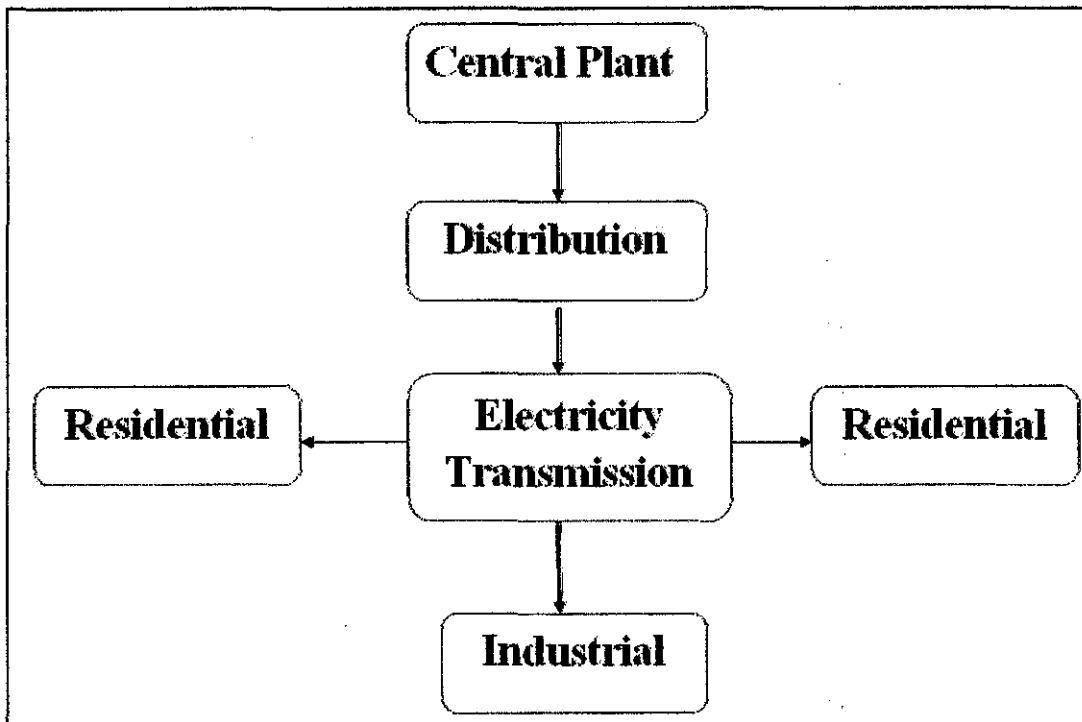 Central Plant
Distribution
Residential
Electricity
Transmission
Residential
Industrial